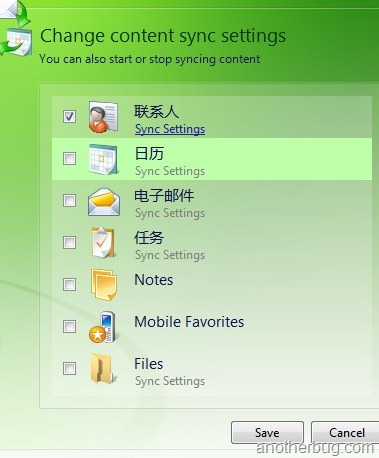 Change content sync settings
You can also start or stop syncing content
联系人
Sync Settings
日历
Sync Settings
电子邮件
Sync Settings
任务
Sync Settings
Notes
Mobile Favorites
Files
Sync Settings
Save
Cancel
anotherbug.com